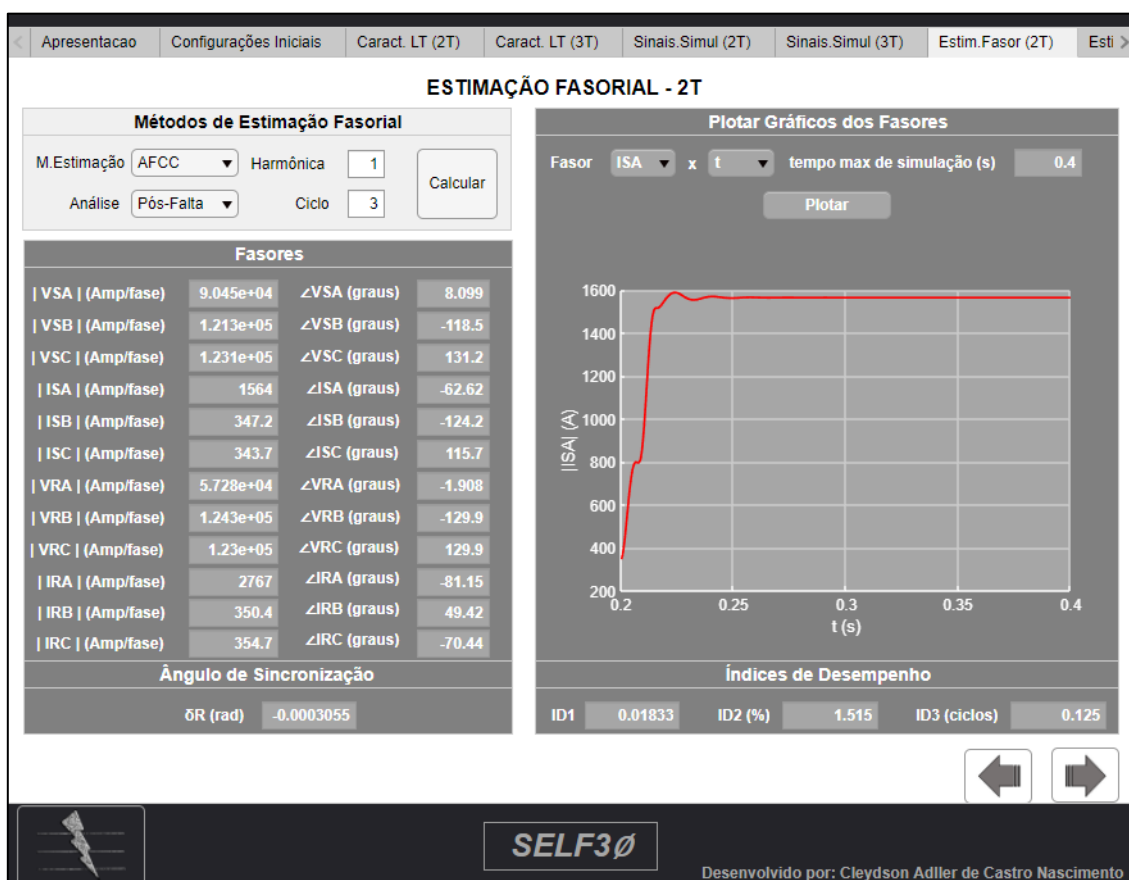 Apresentacao Configurações Iniciais Caract. LT (2T) Caract. LT (3T) Sinais.Simul (2T) Sinais.Simul (3T) Estim.Fasor (2T) Esti
ESTIMAÇÃO FASORIAL - 2T
Métodos de Estimação Fasorial
M.Estimação AFCC Harmônica 1
Calcular
Análise Pós-Falta Ciclo 3
Fasores
| VSA | (Amp/fase) 9.045e+04 ∠VSA (graus) 8.099
| VSB | (Amp/fase) 1.213e+05 ∠VSB (graus) -118.5
| VSC | (Amp/fase) 1.231e+05 ∠VSC (graus) 131.2
| ISA | (Amp/fase) 1564 ∠ISA (graus) -62.62
| ISB | (Amp/fase) 347.2 ∠ISB (graus) -124.2
| ISC | (Amp/fase) 343.7 ∠ISC (graus) 115.7
| VRA | (Amp/fase) 5.728e+04 ∠VRA (graus) -1.908
| VRB | (Amp/fase) 1.243e+05 ∠VRB (graus) -129.9
| VRC | (Amp/fase) 1.23e+05 ∠VRC (graus) 129.9
| IRA | (Amp/fase) 2767 ∠IRA (graus) -81.15
| IRB | (Amp/fase) 350.4 ∠IRB (graus) 49.42
| IRC | (Amp/fase) 354.7 ∠IRC (graus) -70.44
Ângulo de Sincronização
δR (rad) -0.0003055
Plotar Gráficos dos Fasores
Fasor ISA x t tempo max de simulação (s) 0.4
Plotar
1600
1400
1200
1000
800
600
400
200
|ISA| (A)
0.2 0.25 0.3 0.35 0.4
t (s)
Índices de Desempenho
ID1 0.01833 ID2 (%) 1.515 ID3 (ciclos) 0.125
SELF3Ø
Desenvolvido por: Cleydson Adller de Castro Nascimento